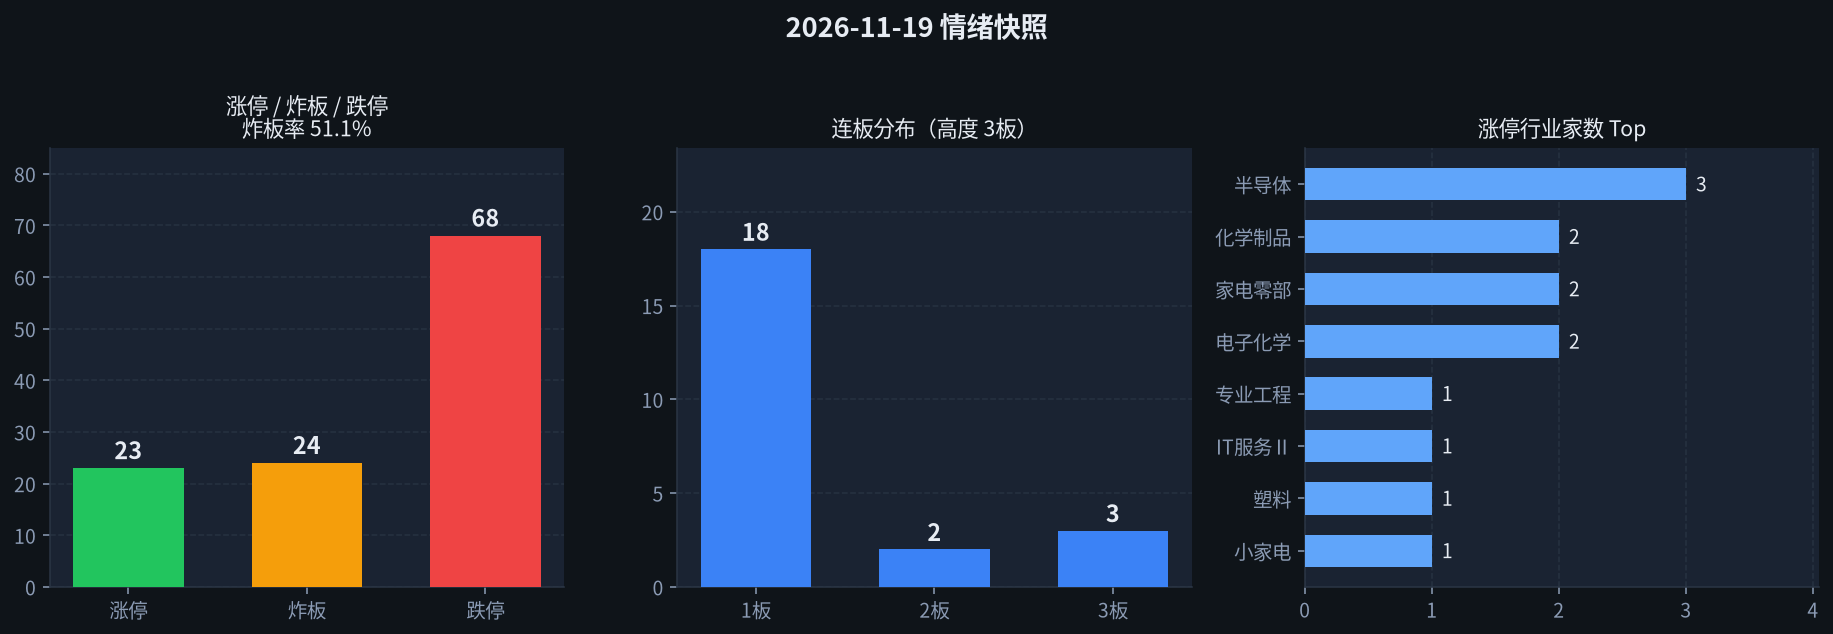 2026-11-19 情绪快照
涨停 / 炸板 / 跌停
炸板率 51.1%
80
70
60
50
40
30
20
10
0
23
24
68
涨停
炸板
跌停
连板分布（高度 3板）
20
15
10
5
0
18
2
3
1板
2板
3板
涨停行业家数 Top
半导体
3
化学制品
2
家电零部
2
电子化学
2
专业工程
1
IT服务Ⅱ
1
塑料
1
小家电
1
0
1
2
3
4